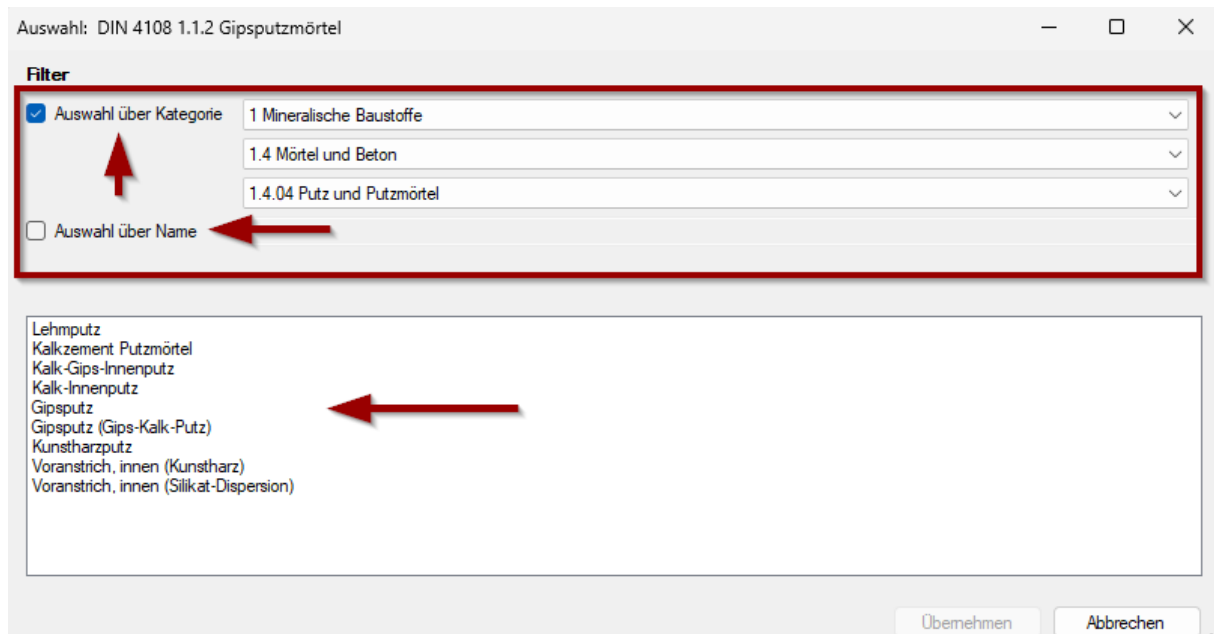 Auswahl: DIN 4108 1.1.2 Gipsputzmörtel
Filter
Auswahl über Kategorie
1 Mineralische Baustoffe
1.4 Mörtel und Beton
1.4.04 Putz und Putzmörtel
Auswahl über Name
Lehmputz
Kalkzement Putzmörtel
Kalk-Gips-Innenputz
Kalk-Innenputz
Gipsputz
Gipsputz (Gips-Kalk-Putz)
Kunstharzputz
Voranstrich, innen (Kunstharz)
Voranstrich, innen (Silikat-Dispersion)
Übernehmen
Abbrechen